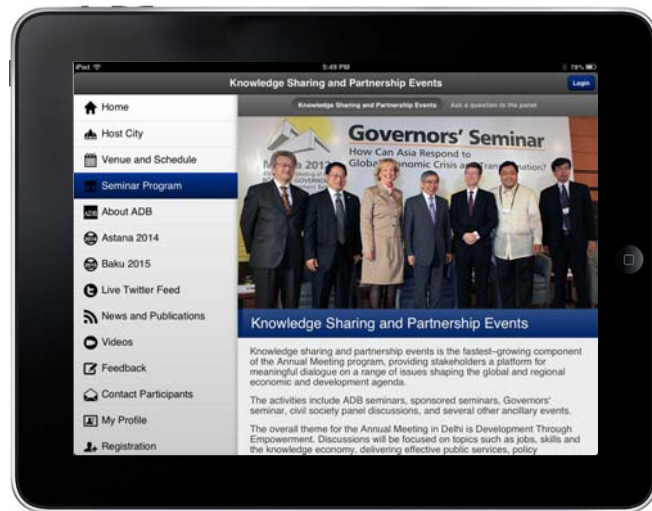 iPad
5:48 PM
78%
Knowledge Sharing and Partnership Events
Login
Home
Host City
Venue and Schedule
Seminar Program
ADB About ADB
2014 Astana 2014
2015 Baku 2015
Live Twitter Feed
News and Publications
Videos
Feedback
Contact Participants
My Profile
Registration
Knowledge Sharing and Partnership Events
Ask a question to the panel
Governors' Seminar
How Can Asia Respond to
Global Economic Crisis and Transformation?
2012
Knowledge Sharing and Partnership Events
Knowledge sharing and partnership events is the fastest–growing component
of the Annual Meeting program, providing stakeholders a platform for
meaningful dialogue on a range of issues shaping the global and regional
economic and development agenda.
The activities include ADB seminars, sponsored seminars, Governors'
seminar, civil society panel discussions, and several other ancillary events.
The overall theme for the Annual Meeting in Delhi is Development Through
Empowerment. Discussions will be focused on topics such as jobs, skills and
the knowledge economy, delivering effective public services, policy